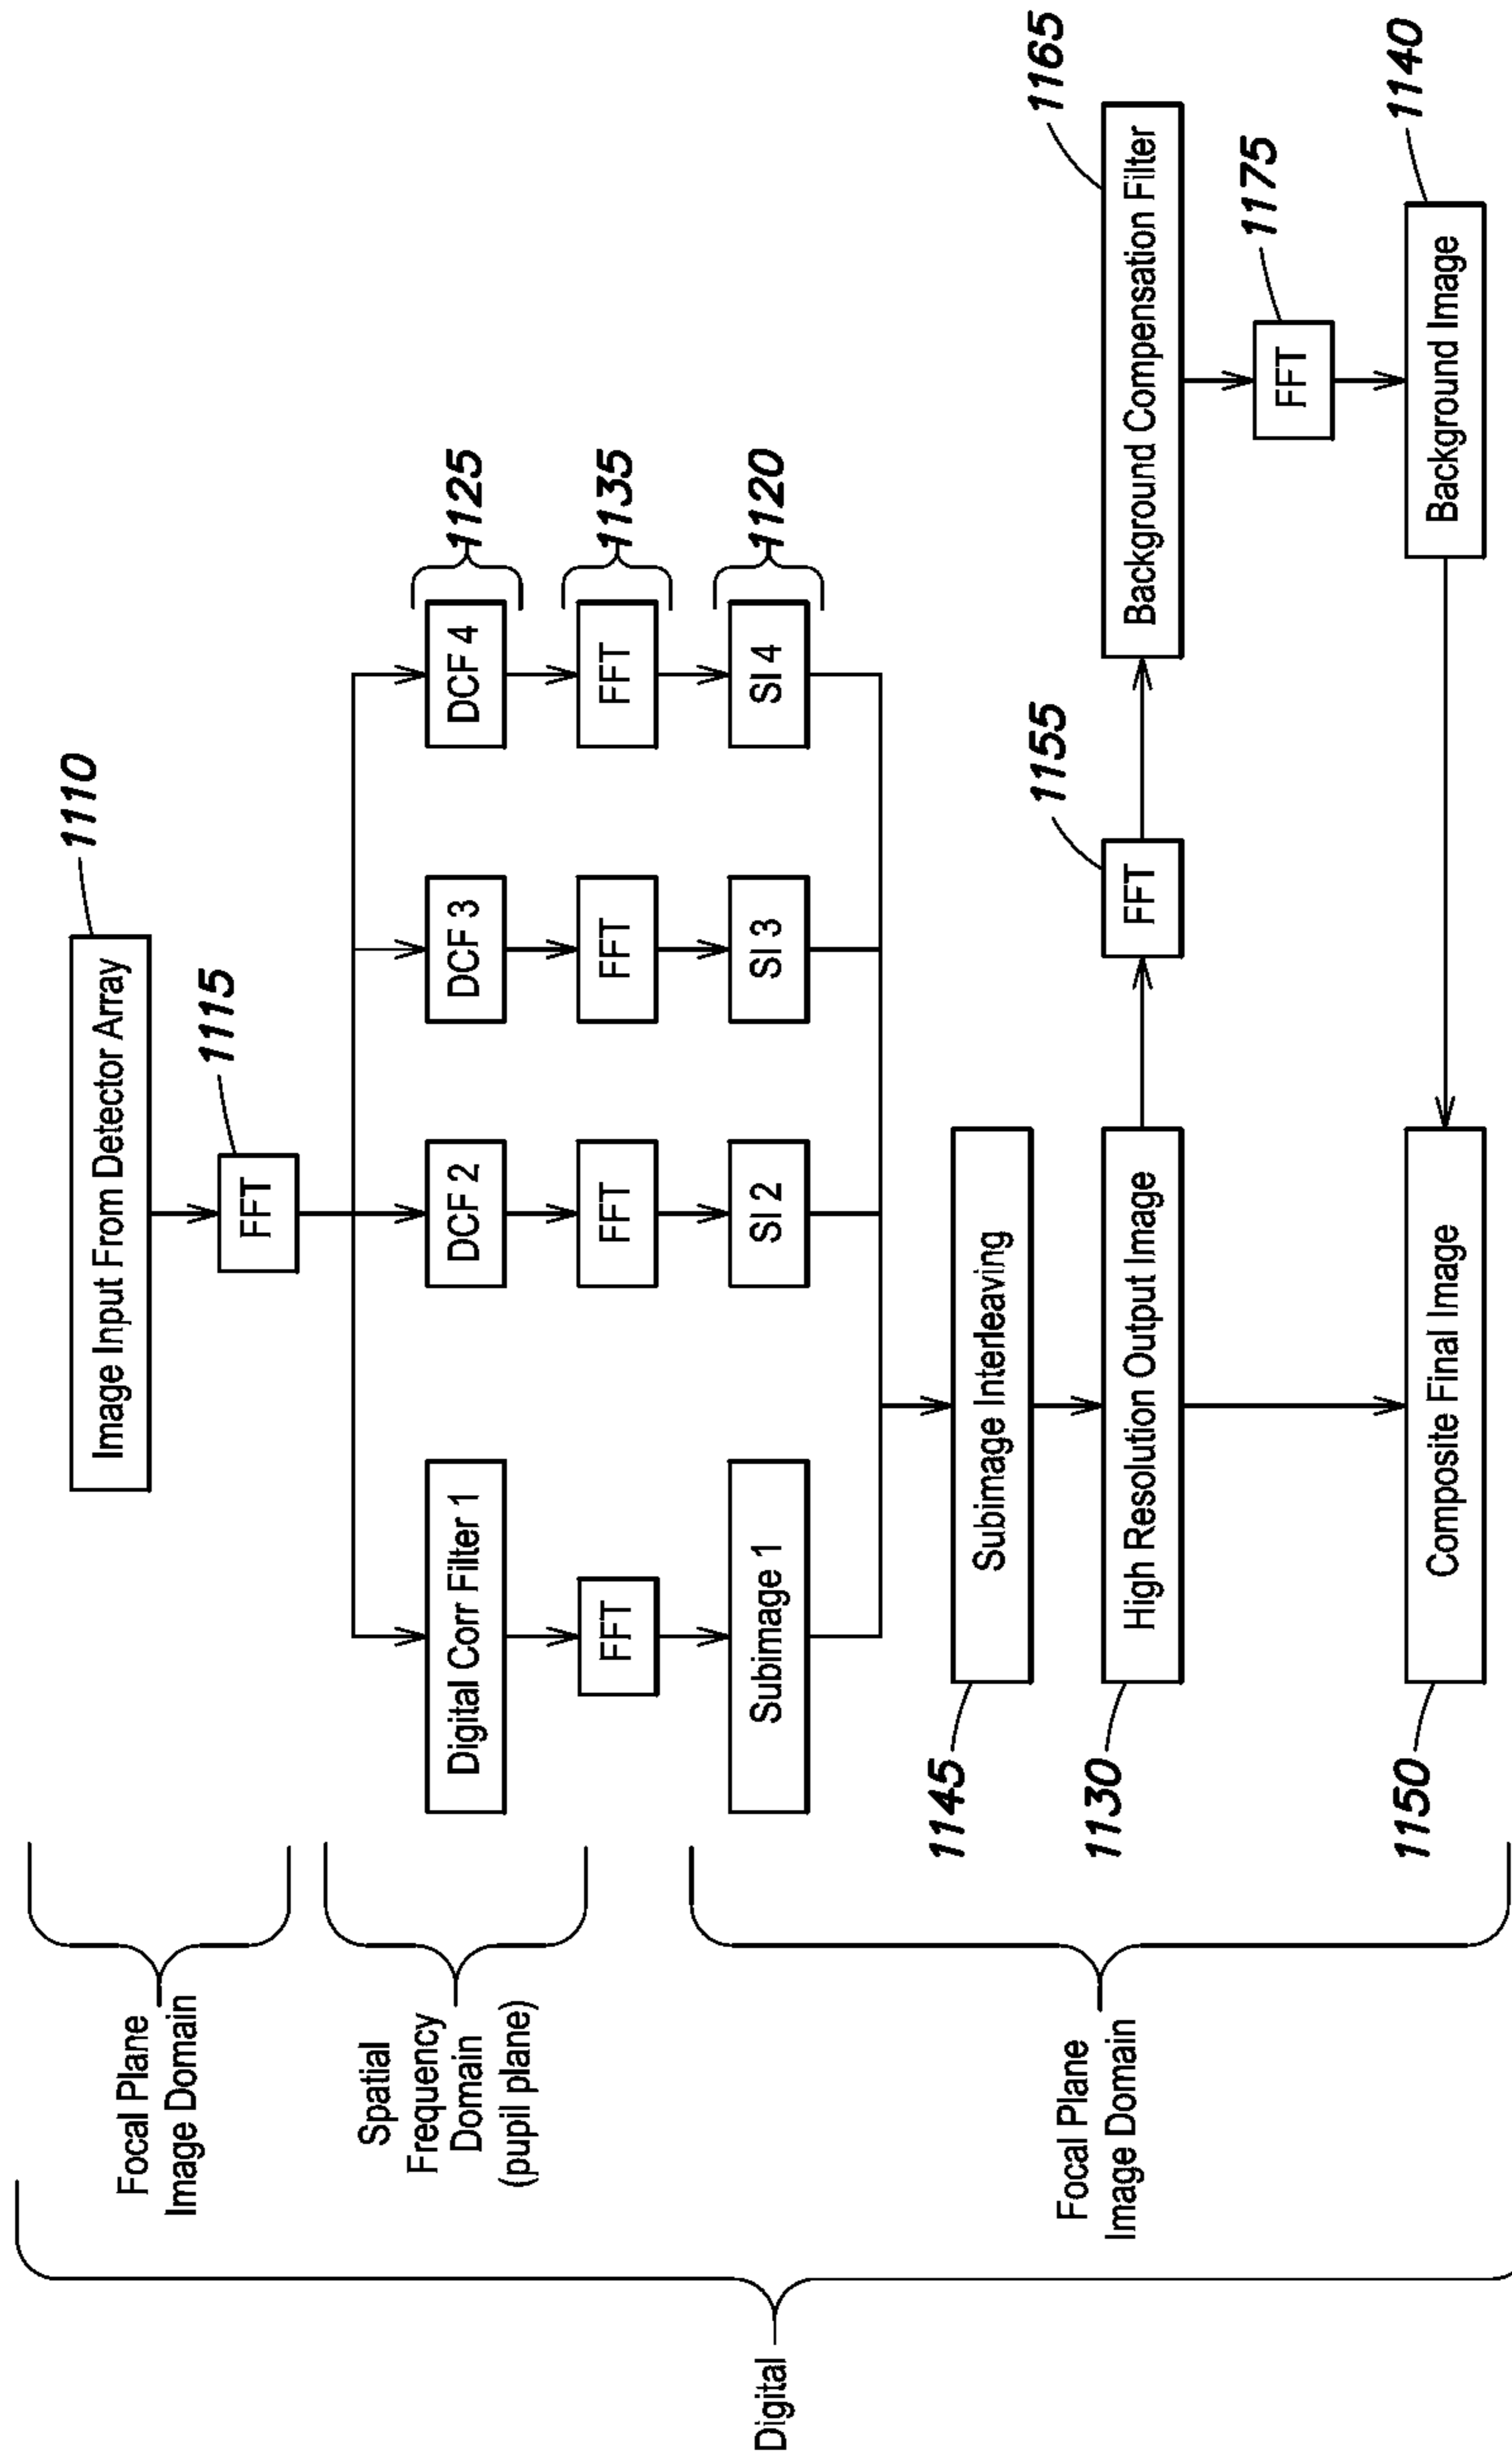 Digital
Focal Plane
Image Domain
Spatial
Frequency
Domain
(pupil plane)
Focal Plane
Image Domain
Image Input From Detector Array
1110
FFT
1115
Digital Corr Filter 1
DCF 2
DCF 3
DCF 4
1125
FFT
FFT
FFT
FFT
1135
Subimage 1
SI 2
SI 3
SI 4
1120
1145
Subimage Interleaving
1130
High Resolution Output Image
FFT
1155
Background Compensation Filter
1165
FFT
1175
1150
Composite Final Image
Background Image
1140